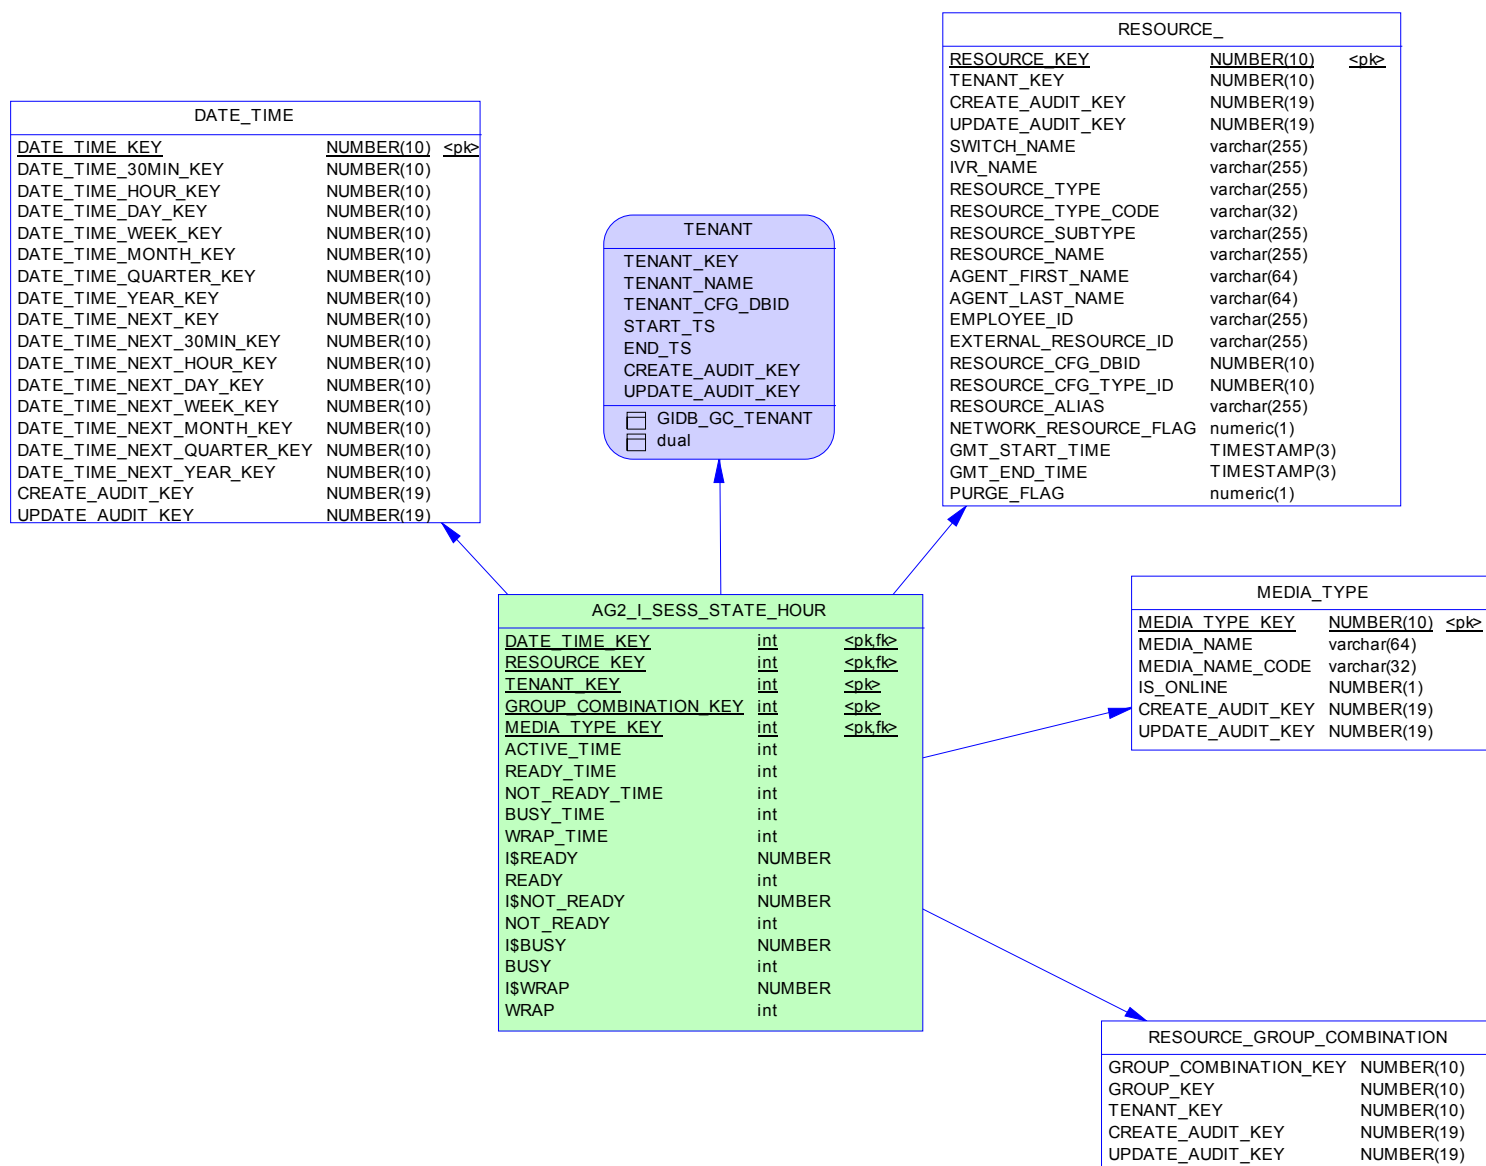 RESOURCE_
RESOURCE_KEY NUMBER(10) <pk>
TENANT_KEY NUMBER(10)
CREATE_AUDIT_KEY NUMBER(19)
UPDATE_AUDIT_KEY NUMBER(19)
SWITCH_NAME varchar(255)
IVR_NAME varchar(255)
RESOURCE_TYPE varchar(255)
RESOURCE_TYPE_CODE varchar(32)
RESOURCE_SUBTYPE varchar(255)
RESOURCE_NAME varchar(255)
AGENT_FIRST_NAME varchar(64)
AGENT_LAST_NAME varchar(64)
EMPLOYEE_ID varchar(255)
EXTERNAL_RESOURCE_ID varchar(255)
RESOURCE_CFG_DBID NUMBER(10)
RESOURCE_CFG_TYPE_ID NUMBER(10)
RESOURCE_ALIAS varchar(255)
NETWORK_RESOURCE_FLAG numeric(1)
GMT_START_TIME TIMESTAMP(3)
GMT_END_TIME TIMESTAMP(3)
PURGE_FLAG numeric(1)
DATE_TIME
DATE_TIME_KEY NUMBER(10) <pk>
DATE_TIME_30MIN_KEY NUMBER(10)
DATE_TIME_HOUR_KEY NUMBER(10)
DATE_TIME_DAY_KEY NUMBER(10)
DATE_TIME_WEEK_KEY NUMBER(10)
DATE_TIME_MONTH_KEY NUMBER(10)
DATE_TIME_QUARTER_KEY NUMBER(10)
DATE_TIME_YEAR_KEY NUMBER(10)
DATE_TIME_NEXT_KEY NUMBER(10)
DATE_TIME_NEXT_30MIN_KEY NUMBER(10)
DATE_TIME_NEXT_HOUR_KEY NUMBER(10)
DATE_TIME_NEXT_DAY_KEY NUMBER(10)
DATE_TIME_NEXT_WEEK_KEY NUMBER(10)
DATE_TIME_NEXT_MONTH_KEY NUMBER(10)
DATE_TIME_NEXT_QUARTER_KEY NUMBER(10)
DATE_TIME_NEXT_YEAR_KEY NUMBER(10)
CREATE_AUDIT_KEY NUMBER(19)
UPDATE_AUDIT_KEY NUMBER(19)
TENANT
TENANT_KEY
TENANT_NAME
TENANT_CFG_DBID
START_TS
END_TS
CREATE_AUDIT_KEY
UPDATE_AUDIT_KEY
GIDB_GC_TENANT
dual
AG2_I_SESS_STATE_HOUR
DATE_TIME_KEY int <pk,fk>
RESOURCE_KEY int <pk,fk>
TENANT_KEY int <pk>
GROUP_COMBINATION_KEY int <pk>
MEDIA_TYPE_KEY int <pk,fk>
ACTIVE_TIME int
READY_TIME int
NOT_READY_TIME int
BUSY_TIME int
WRAP_TIME int
I$READY NUMBER
READY int
I$NOT_READY NUMBER
NOT_READY int
I$BUSY NUMBER
BUSY int
I$WRAP NUMBER
WRAP int
MEDIA_TYPE
MEDIA_TYPE_KEY NUMBER(10) <pk>
MEDIA_NAME varchar(64)
MEDIA_NAME_CODE varchar(32)
IS_ONLINE NUMBER(1)
CREATE_AUDIT_KEY NUMBER(19)
UPDATE_AUDIT_KEY NUMBER(19)
RESOURCE_GROUP_COMBINATION
GROUP_COMBINATION_KEY NUMBER(10)
GROUP_KEY NUMBER(10)
TENANT_KEY NUMBER(10)
CREATE_AUDIT_KEY NUMBER(19)
UPDATE_AUDIT_KEY NUMBER(19)